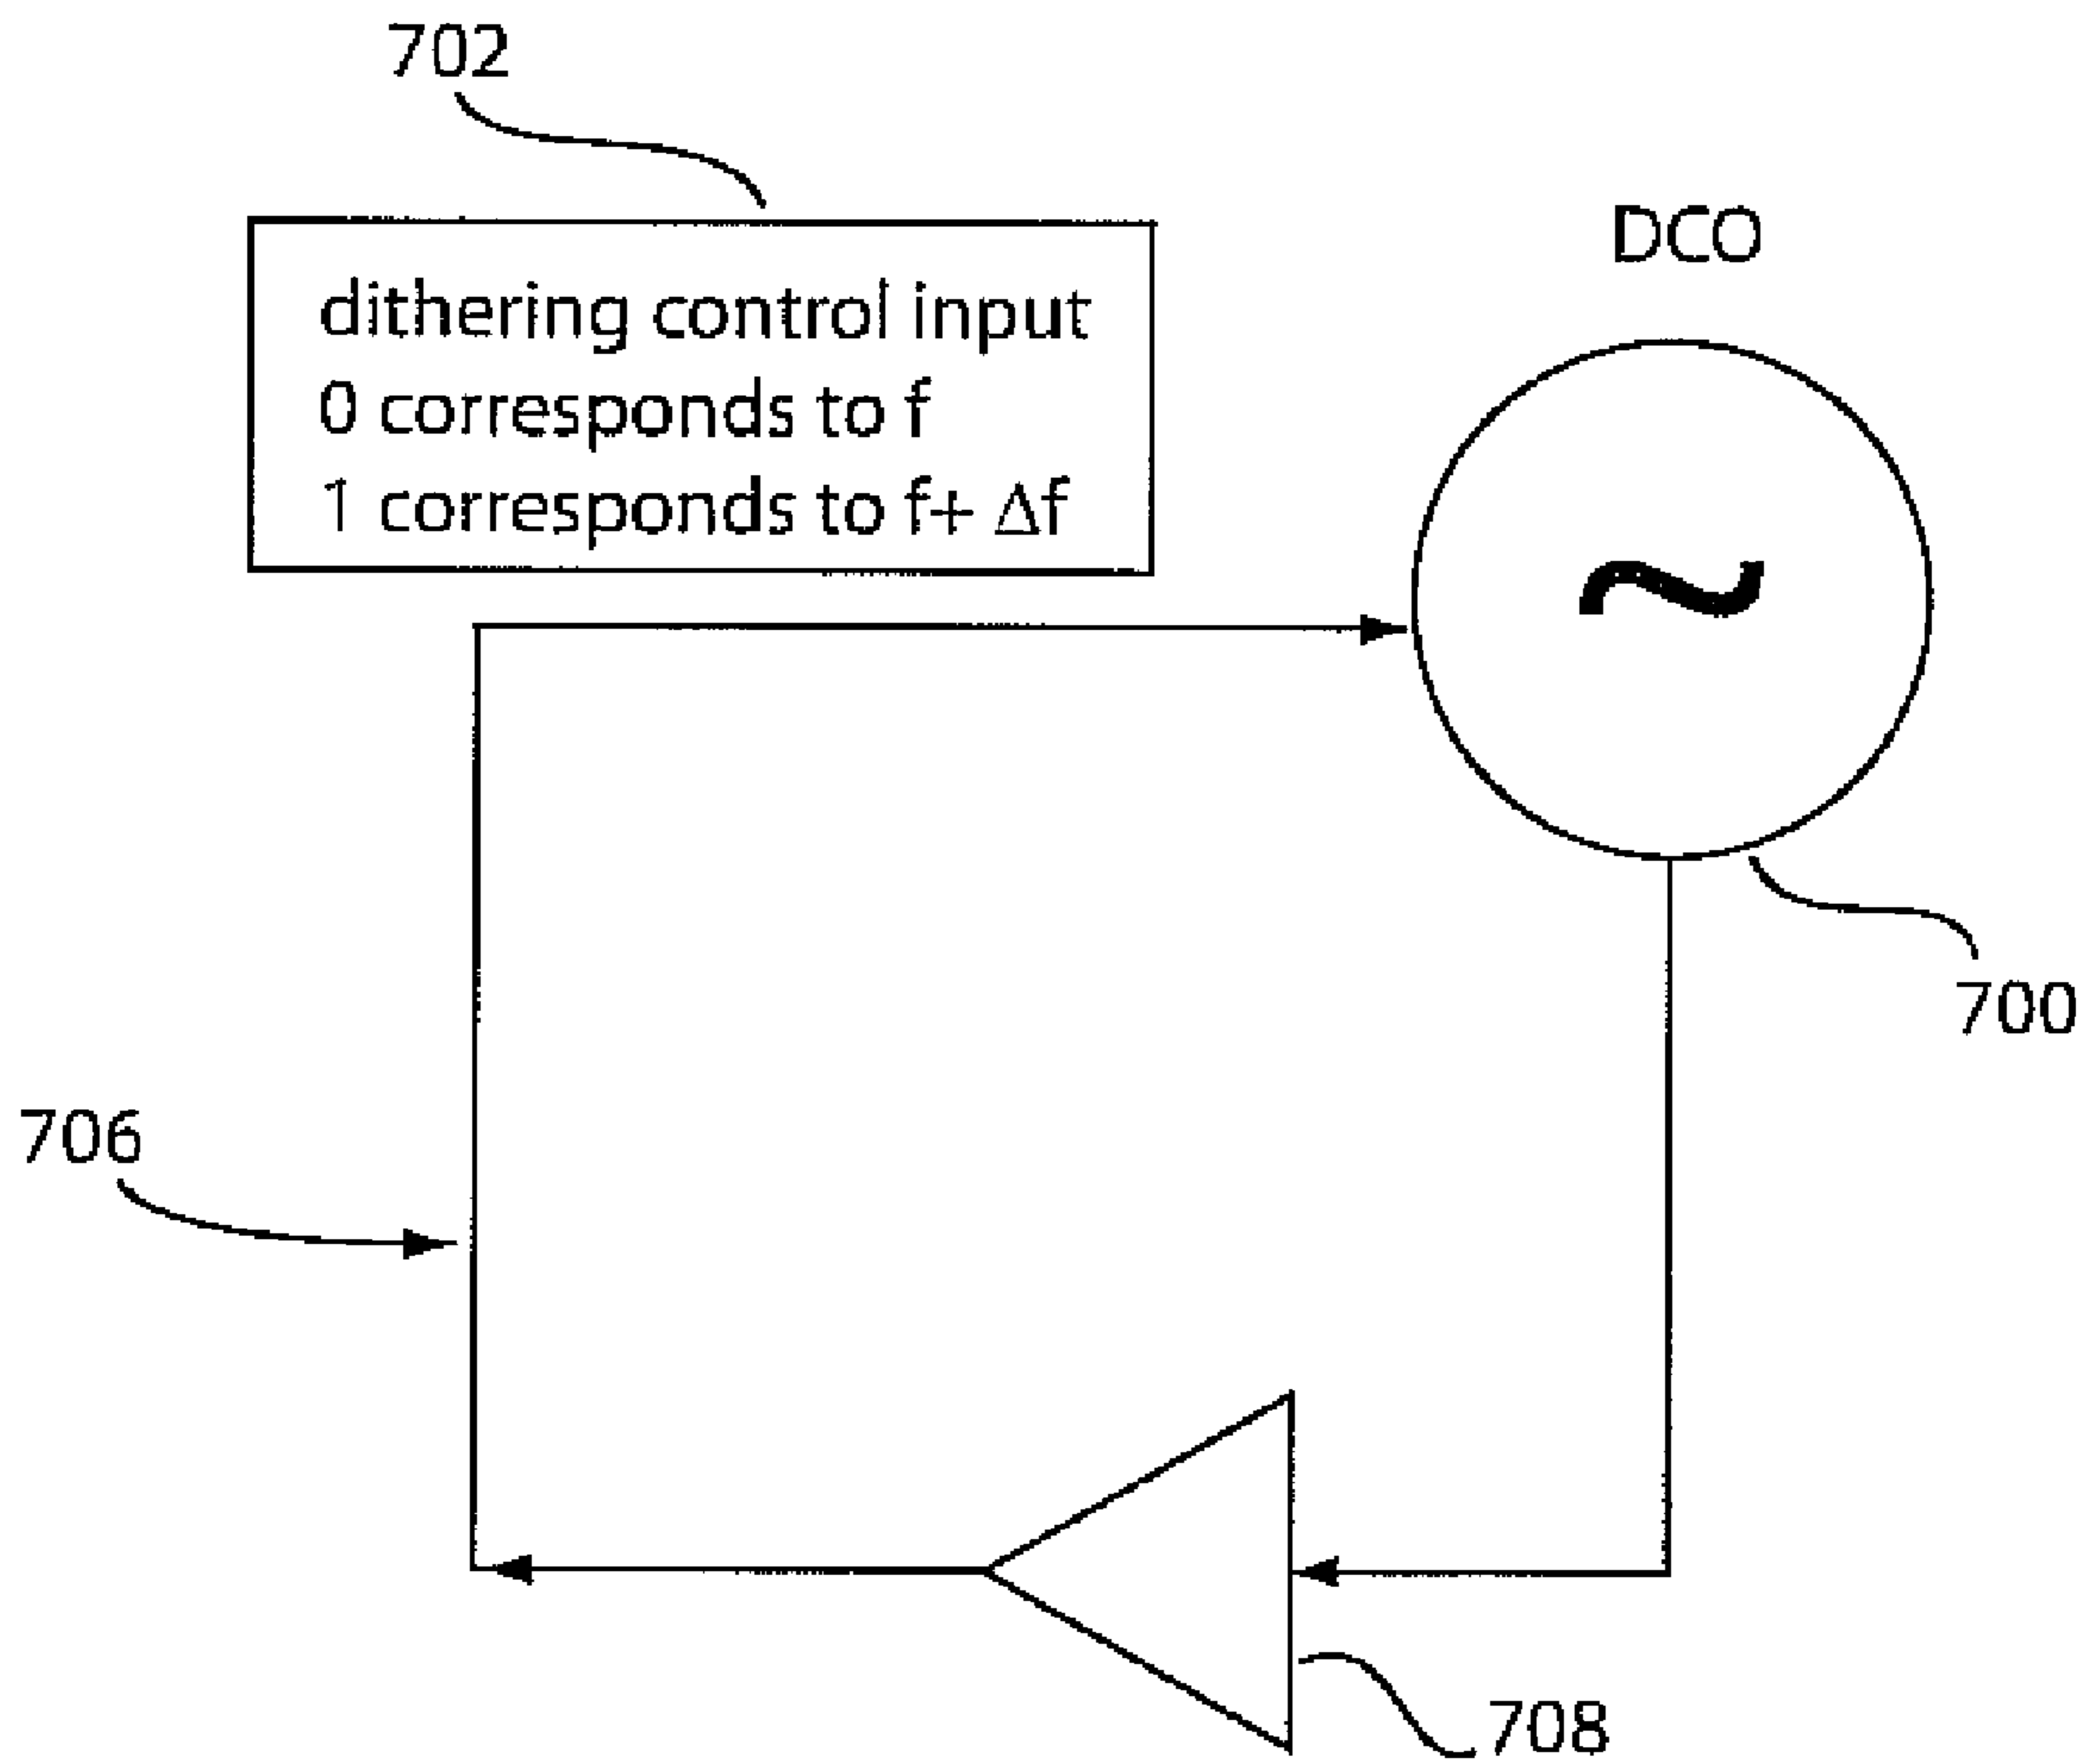 702
DCO
dithering control input
0 corresponds to f
1 corresponds to f+ Δf
~
700
706
708